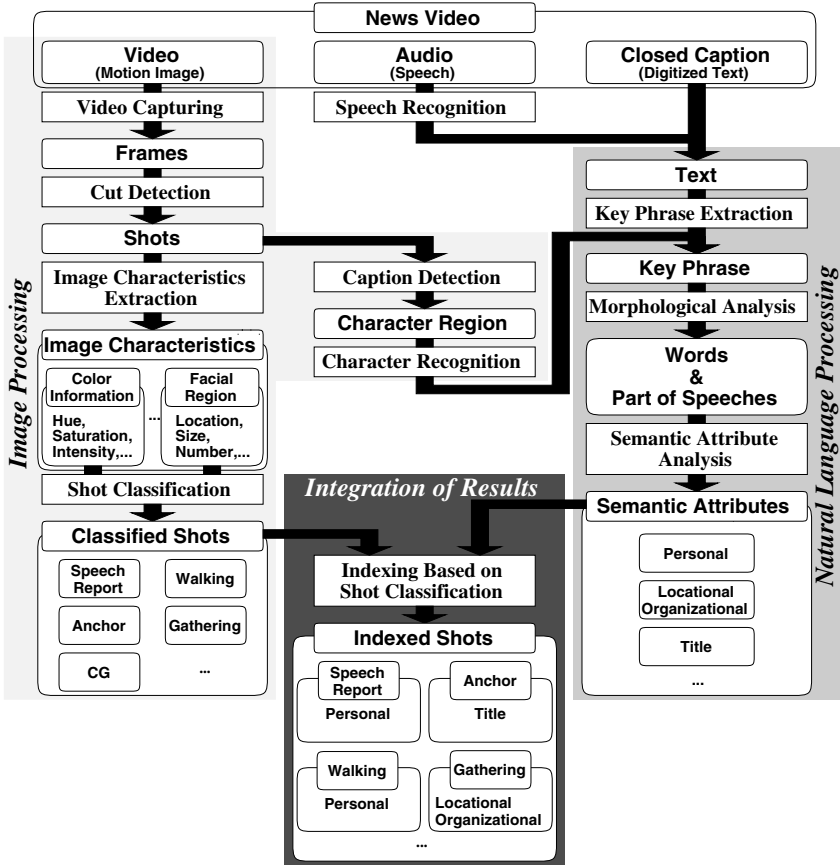 News Video
Video
(Motion Image)
Audio
(Speech)
Closed Caption
(Digitized Text)
Video Capturing
Speech Recognition
Frames
Cut Detection
Shots
Image Characteristics
Extraction
Image Characteristics
Color
Information
Hue,
Saturation,
Intensity,...
...
Facial
Region
Location,
Size,
Number,...
Shot Classification
Classified Shots
Speech
Report
Walking
Anchor
Gathering
CG
...
Image Processing
Caption Detection
Character Region
Character Recognition
Text
Key Phrase Extraction
Key Phrase
Morphological Analysis
Words
&
Part of Speeches
Semantic Attribute
Analysis
Semantic Attributes
Personal
Locational
Organizational
Title
...
Natural Language Processing
Integration of Results
Indexing Based on
Shot Classification
Indexed Shots
Speech
Report
Personal
Anchor
Title
Walking
Personal
Gathering
Locational
Organizational
...